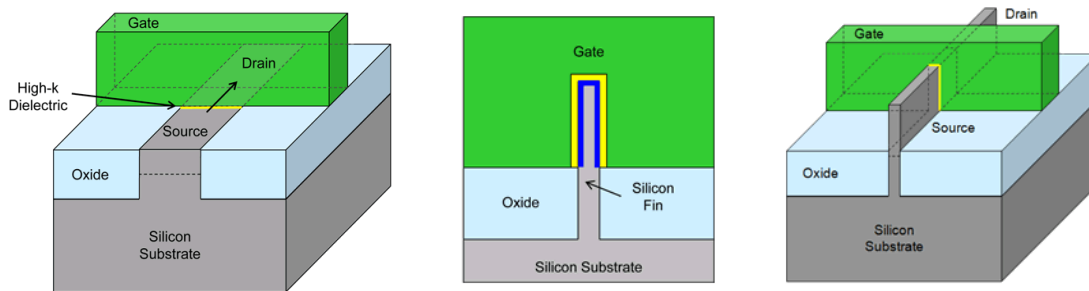 Gate
Drain
High-k
Dielectric
Source
Oxide
Silicon
Substrate
Gate
Oxide
Silicon
Fin
Silicon Substrate
Drain
Gate
Source
Oxide
Silicon
Substrate